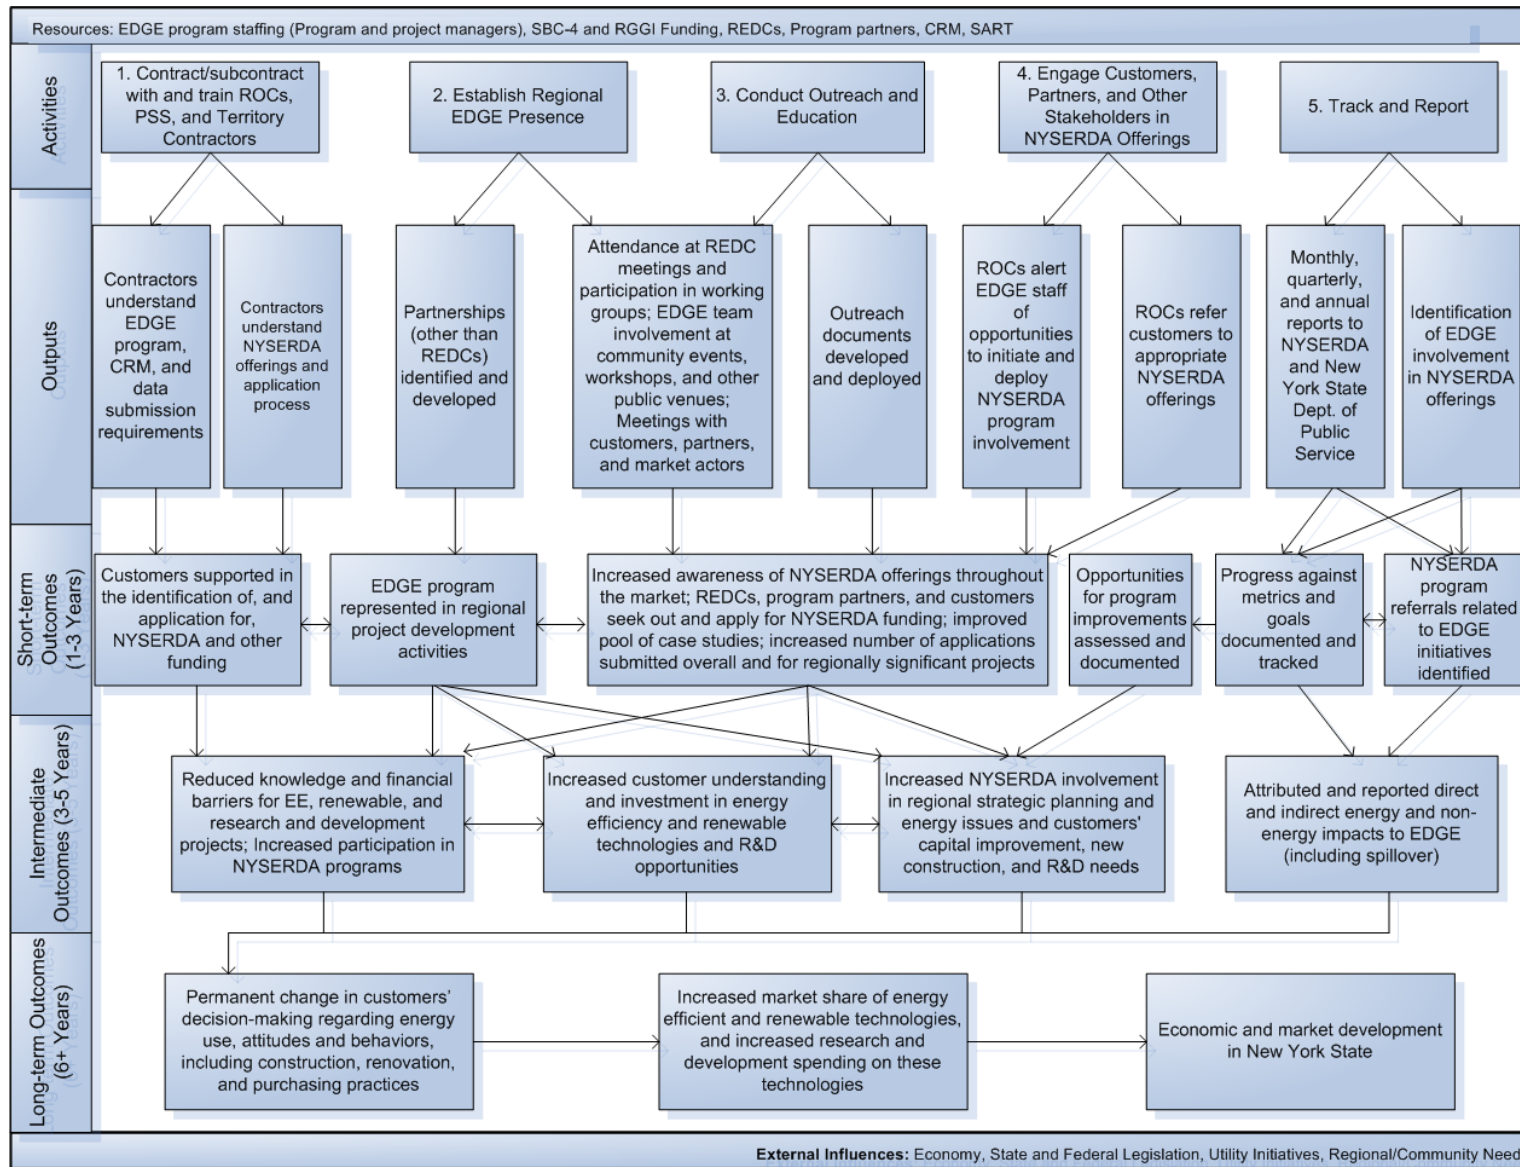 Resources: EDGE program staffing (Program and project managers), SBC-4 and RGGI Funding, REDCs, Program partners, CRM, SART
Activities
1. Contract/subcontract
with and train ROCs,
PSS, and Territory
Contractors
2. Establish Regional
EDGE Presence
3. Conduct Outreach and
Education
4. Engage Customers,
Partners, and Other
Stakeholders in
NYSERDA Offerings
5. Track and Report
Outputs
Contractors
understand
EDGE
program,
CRM, and
data
submission
requirements
Contractors
understand
NYSERDA
offerings and
application
process
Partnerships
(other than
REDCs)
identified and
developed
Attendance at REDC
meetings and
participation in working
groups; EDGE team
involvement at
community events,
workshops, and other
public venues;
Meetings with
customers, partners,
and market actors
Outreach
documents
developed
and deployed
ROCs alert
EDGE staff
of
opportunities
to initiate and
deploy
NYSERDA
program
involvement
ROCs refer
customers to
appropriate
NYSERDA
offerings
Monthly,
quarterly,
and annual
reports to
NYSERDA
and New
York State
Dept. of
Public
Service
Identification
of EDGE
involvement
in NYSERDA
offerings
Short-term
Outcomes
(1-3 Years)
Customers supported in
the identification of, and
application for,
NYSERDA and other
funding
EDGE program
represented in regional
project development
activities
Increased awareness of NYSERDA offerings throughout
the market; REDCs, program partners, and customers
seek out and apply for NYSERDA funding; improved
pool of case studies; increased number of applications
submitted overall and for regionally significant projects
Opportunities
for program
improvements
assessed and
documented
Progress against
metrics and
goals
documented and
tracked
NYSERDA
program
referrals related
to EDGE
initiatives
identified
Intermediate
Outcomes (3-5 Years)
Reduced knowledge and financial
barriers for EE, renewable, and
research and development
projects; Increased participation in
NYSERDA programs
Increased customer understanding
and investment in energy
efficiency and renewable
technologies and R&D
opportunities
Increased NYSERDA involvement
in regional strategic planning and
energy issues and customers'
capital improvement, new
construction, and R&D needs
Attributed and reported direct
and indirect energy and non-
energy impacts to EDGE
(including spillover)
Long-term Outcomes
(6+ Years)
Permanent change in customers'
decision-making regarding energy
use, attitudes and behaviors,
including construction, renovation,
and purchasing practices
Increased market share of energy
efficient and renewable technologies,
and increased research and
development spending on these
technologies
Economic and market development
in New York State
External Influences: Economy, State and Federal Legislation, Utility Initiatives, Regional/Community Need